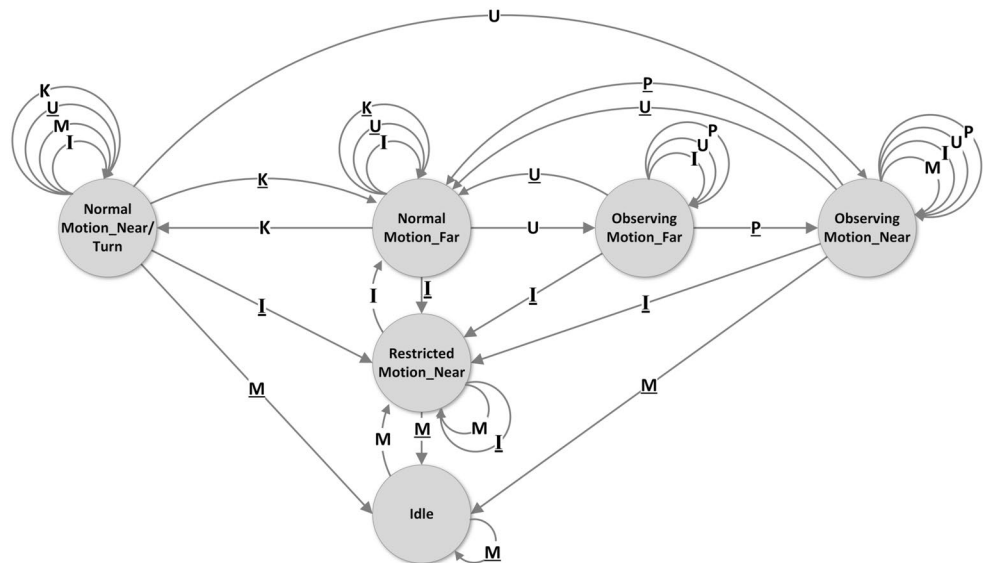 U
P
U
K
U
M
I
K
U
I
P
U
I
P
U
I
M
K
U
Normal
Motion_Near/
Turn
Normal
Motion_Far
Observing
Motion_Far
Observing
Motion_Near
K
U
P
I
I
I
I
I
Restricted
Motion_Near
M
M
M
M
M
I
Idle
M